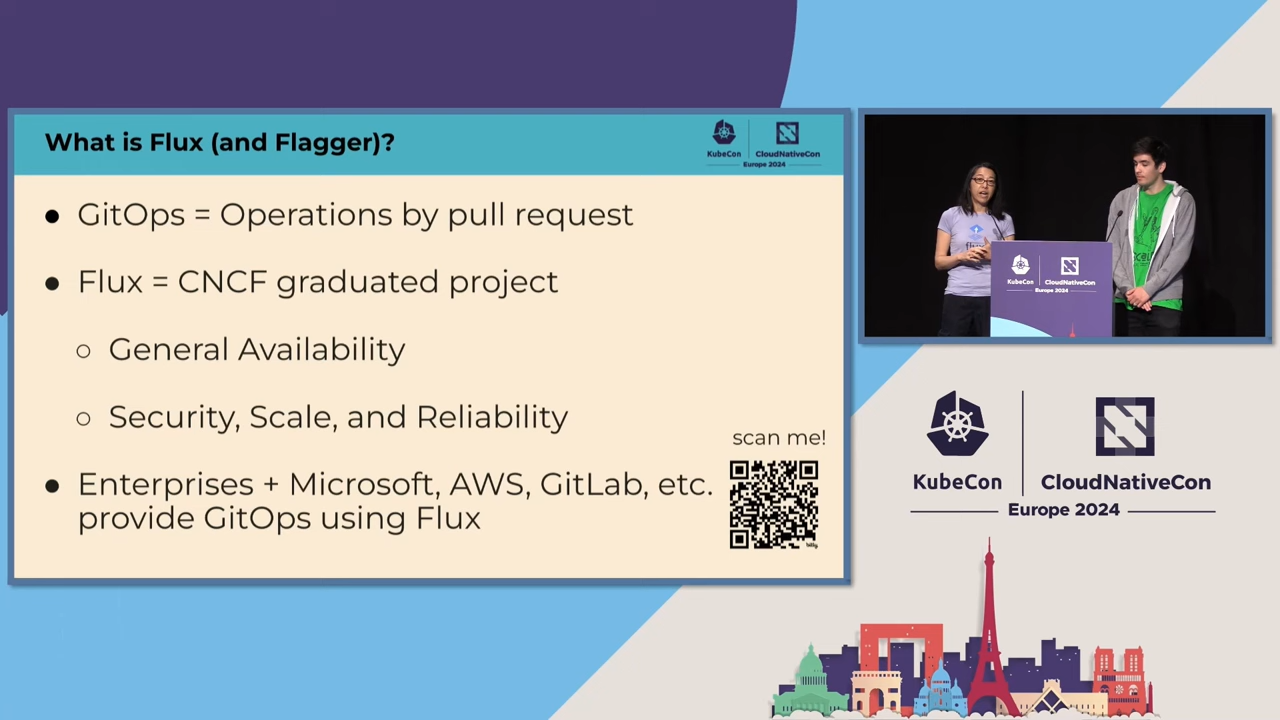 What is Flux (and Flagger)?
KubeCon
CloudNativeCon
Europe 2024
● GitOps = Operations by pull request
● Flux = CNCF graduated project
○ General Availability
○ Security, Scale, and Reliability
● Enterprises + Microsoft, AWS, GitLab, etc.
provide GitOps using Flux
scan me!
bitly
flux
KubeCon
CloudNativeCon
Europe 2024
KubeCon
CloudNativeCon
Europe 2024